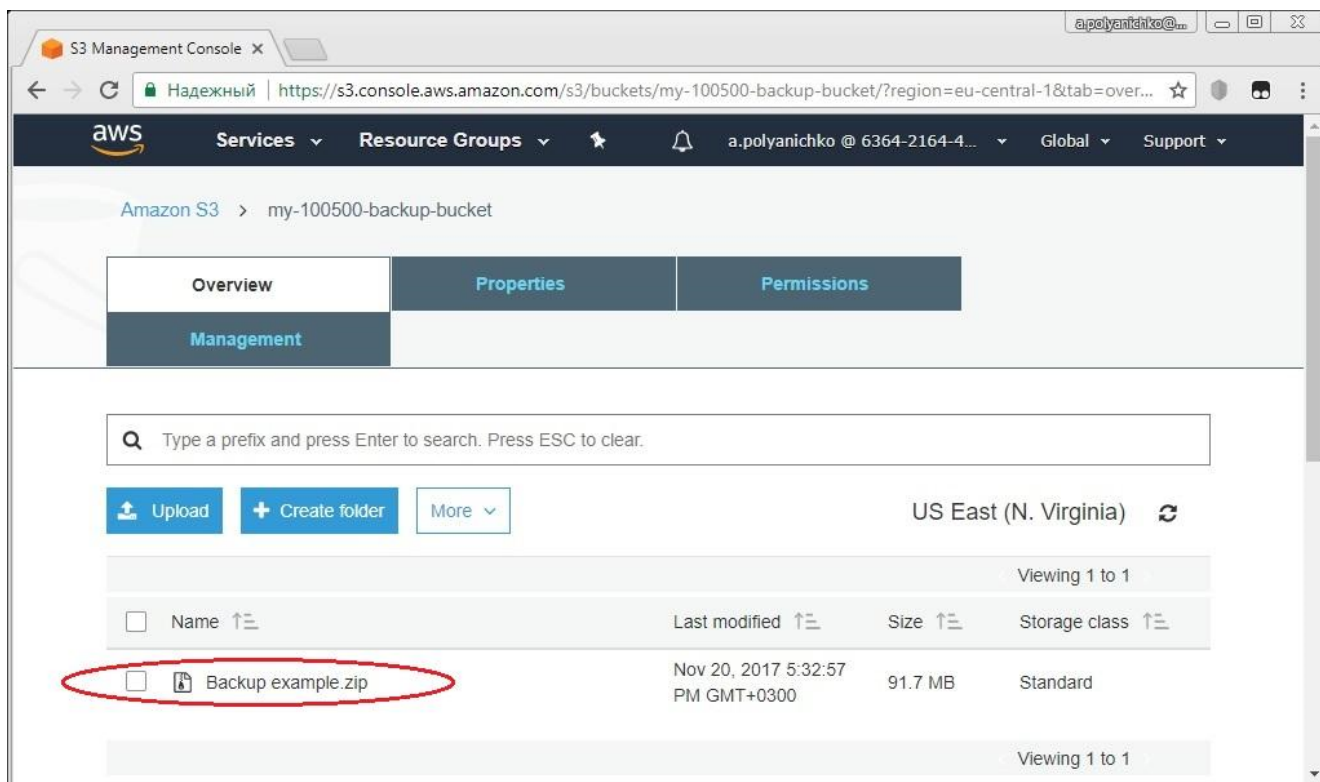 a.polyanichko@...
S3 Management Console
Надежный | https://s3.console.aws.amazon.com/s3/buckets/my-100500-backup-bucket/?region=eu-central-1&tab=over...
aws Services Resource Groups a.polyanichko @ 6364-2164-4... Global Support
Amazon S3 > my-100500-backup-bucket
Overview Properties Permissions
Management
Type a prefix and press Enter to search. Press ESC to clear.
Upload + Create folder More US East (N. Virginia)
Viewing 1 to 1
Name Last modified Size Storage class
Backup example.zip Nov 20, 2017 5:32:57 91.7 MB Standard
PM GMT+0300
Viewing 1 to 1